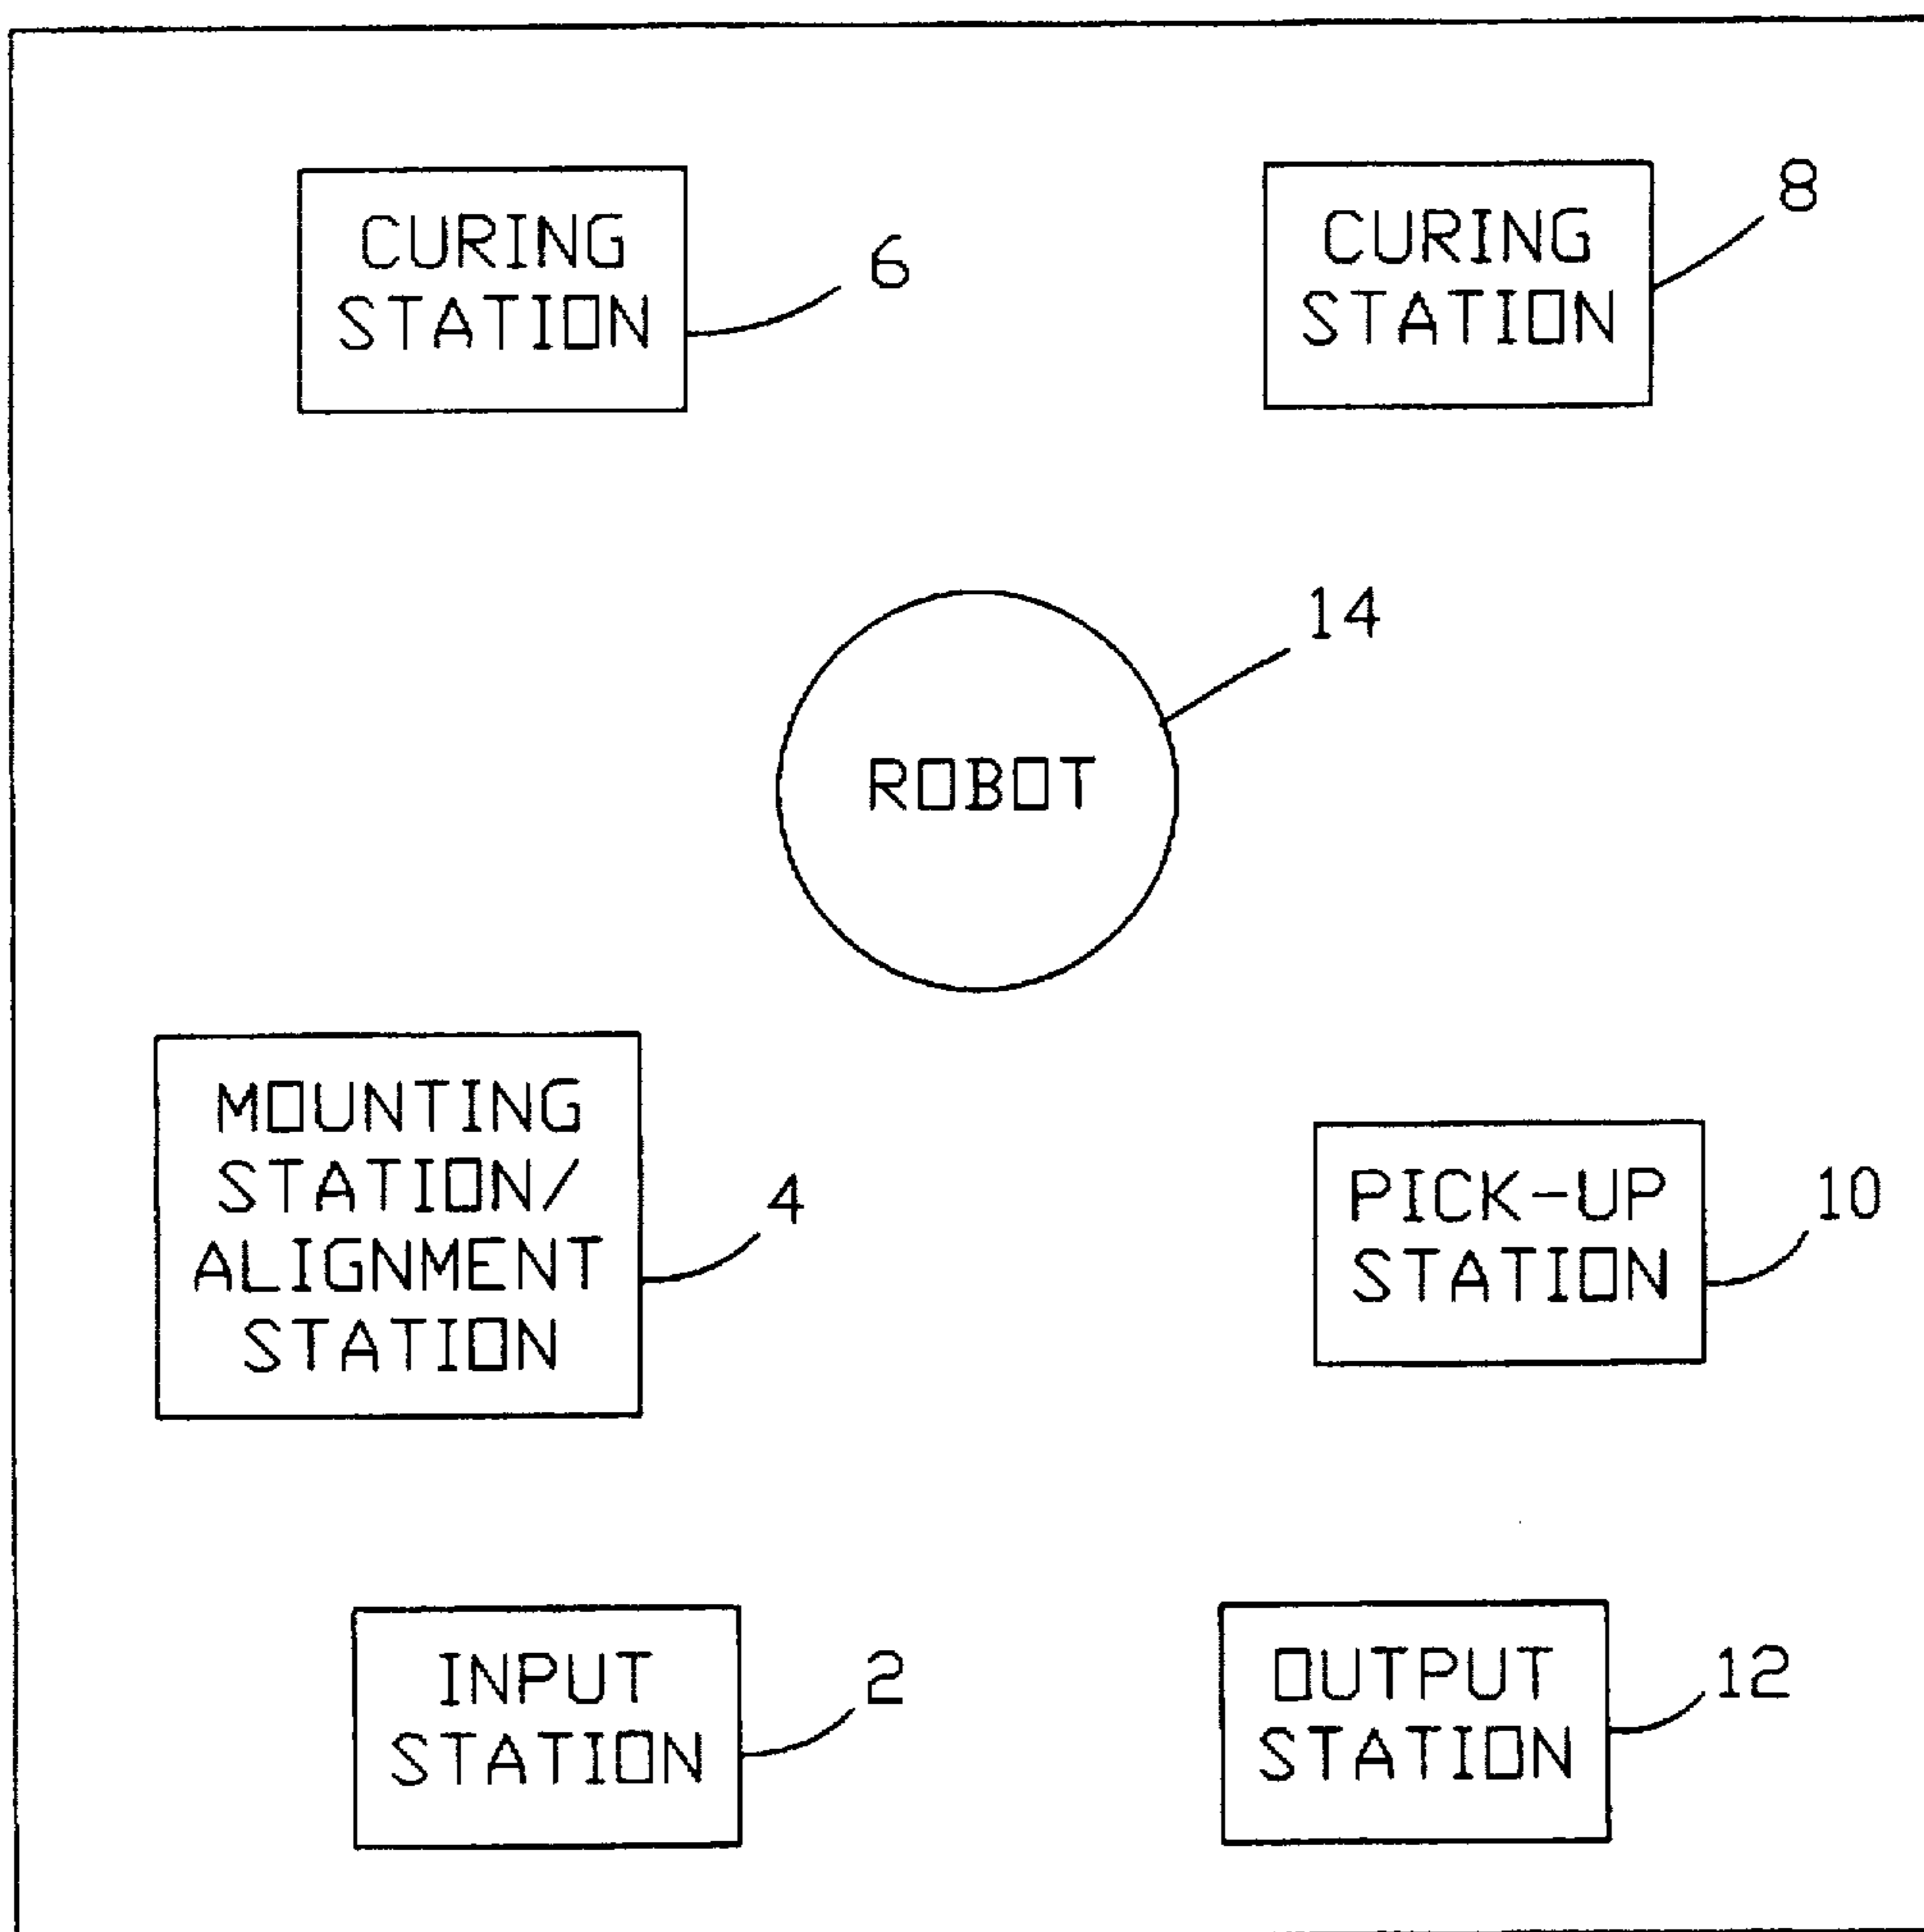 CURING
STATION
6
CURING
STATION
8
14
ROBOT
MOUNTING
STATION/
ALIGNMENT
STATION
4
PICK-UP
STATION
10
INPUT
STATION
2
OUTPUT
STATION
12